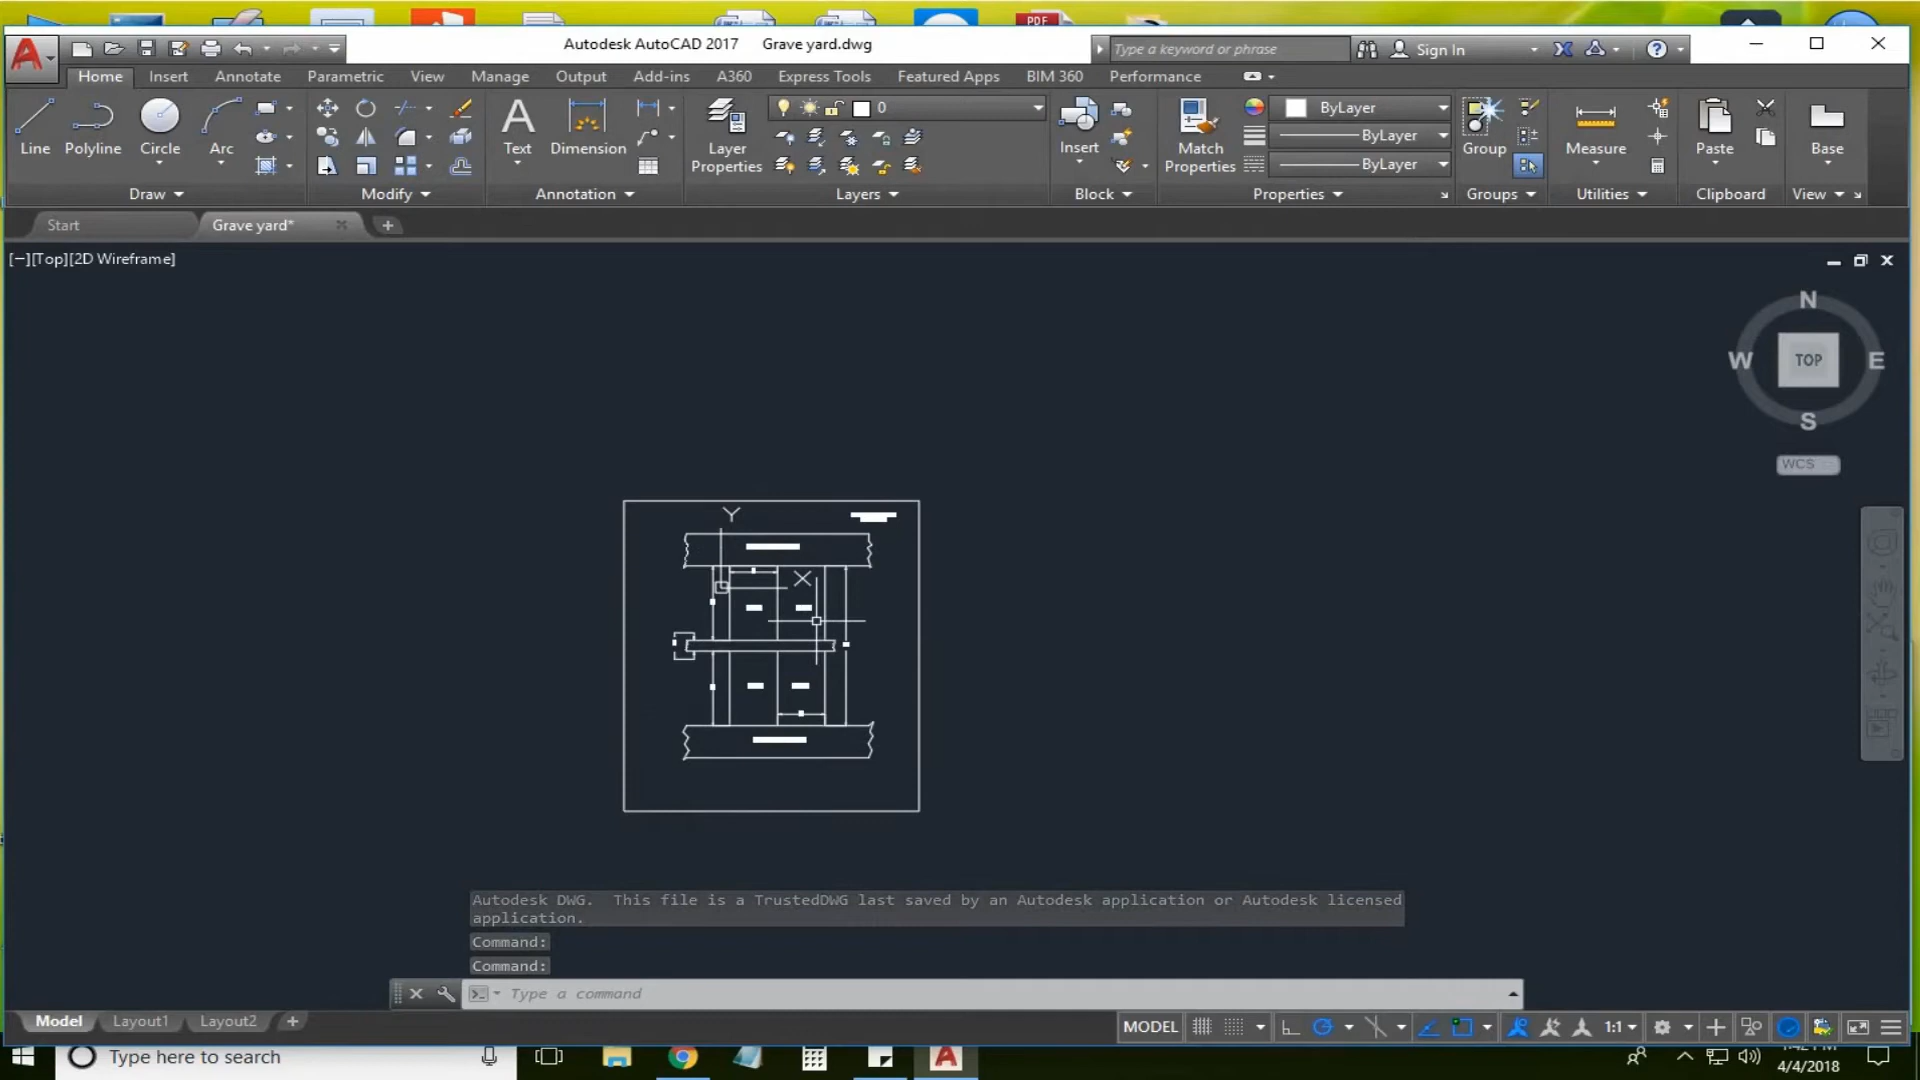 PDF
Autodesk AutoCAD 2017 Grave yard.dwg
Type a keyword or phrase
Sign In
Home Insert Annotate Parametric View Manage Output Add-ins A360 Express Tools Featured Apps BIM 360 Performance
Line Polyline Circle Arc
Text Dimension
Layer Properties
0
Insert
Match Properties
ByLayer
ByLayer
ByLayer
Group
Measure
Paste
Base
Draw Modify Annotation Layers Block Properties Groups Utilities Clipboard View
Start Grave yard*
[−][Top][2D Wireframe]
N
W TOP E
S
WCS
Y
X
Autodesk DWG. This file is a TrustedDWG last saved by an Autodesk application or Autodesk licensed
application.
Command:
Command:
Type a command
Model Layout1 Layout2 +
MODEL 1:1
Type here to search
4/4/2018